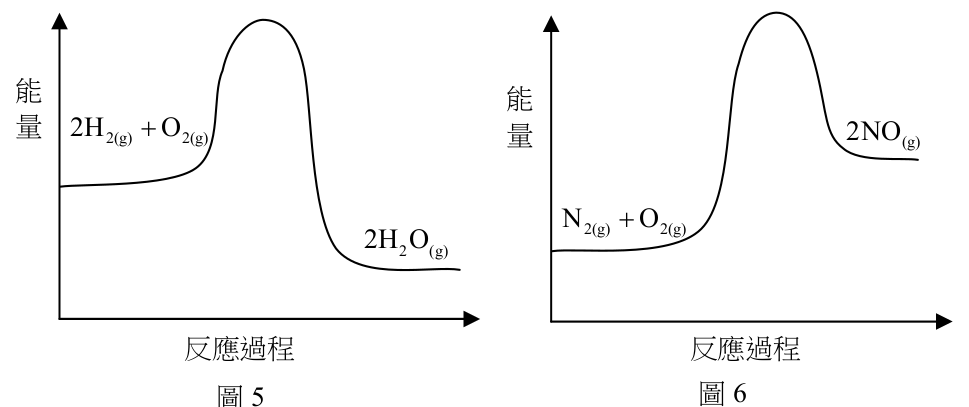 能量
2H₂₍g₎ + O₂₍g₎
2H₂O₍g₎
反應過程
圖 5
能量
N₂₍g₎ + O₂₍g₎
2NO₍g₎
反應過程
圖 6